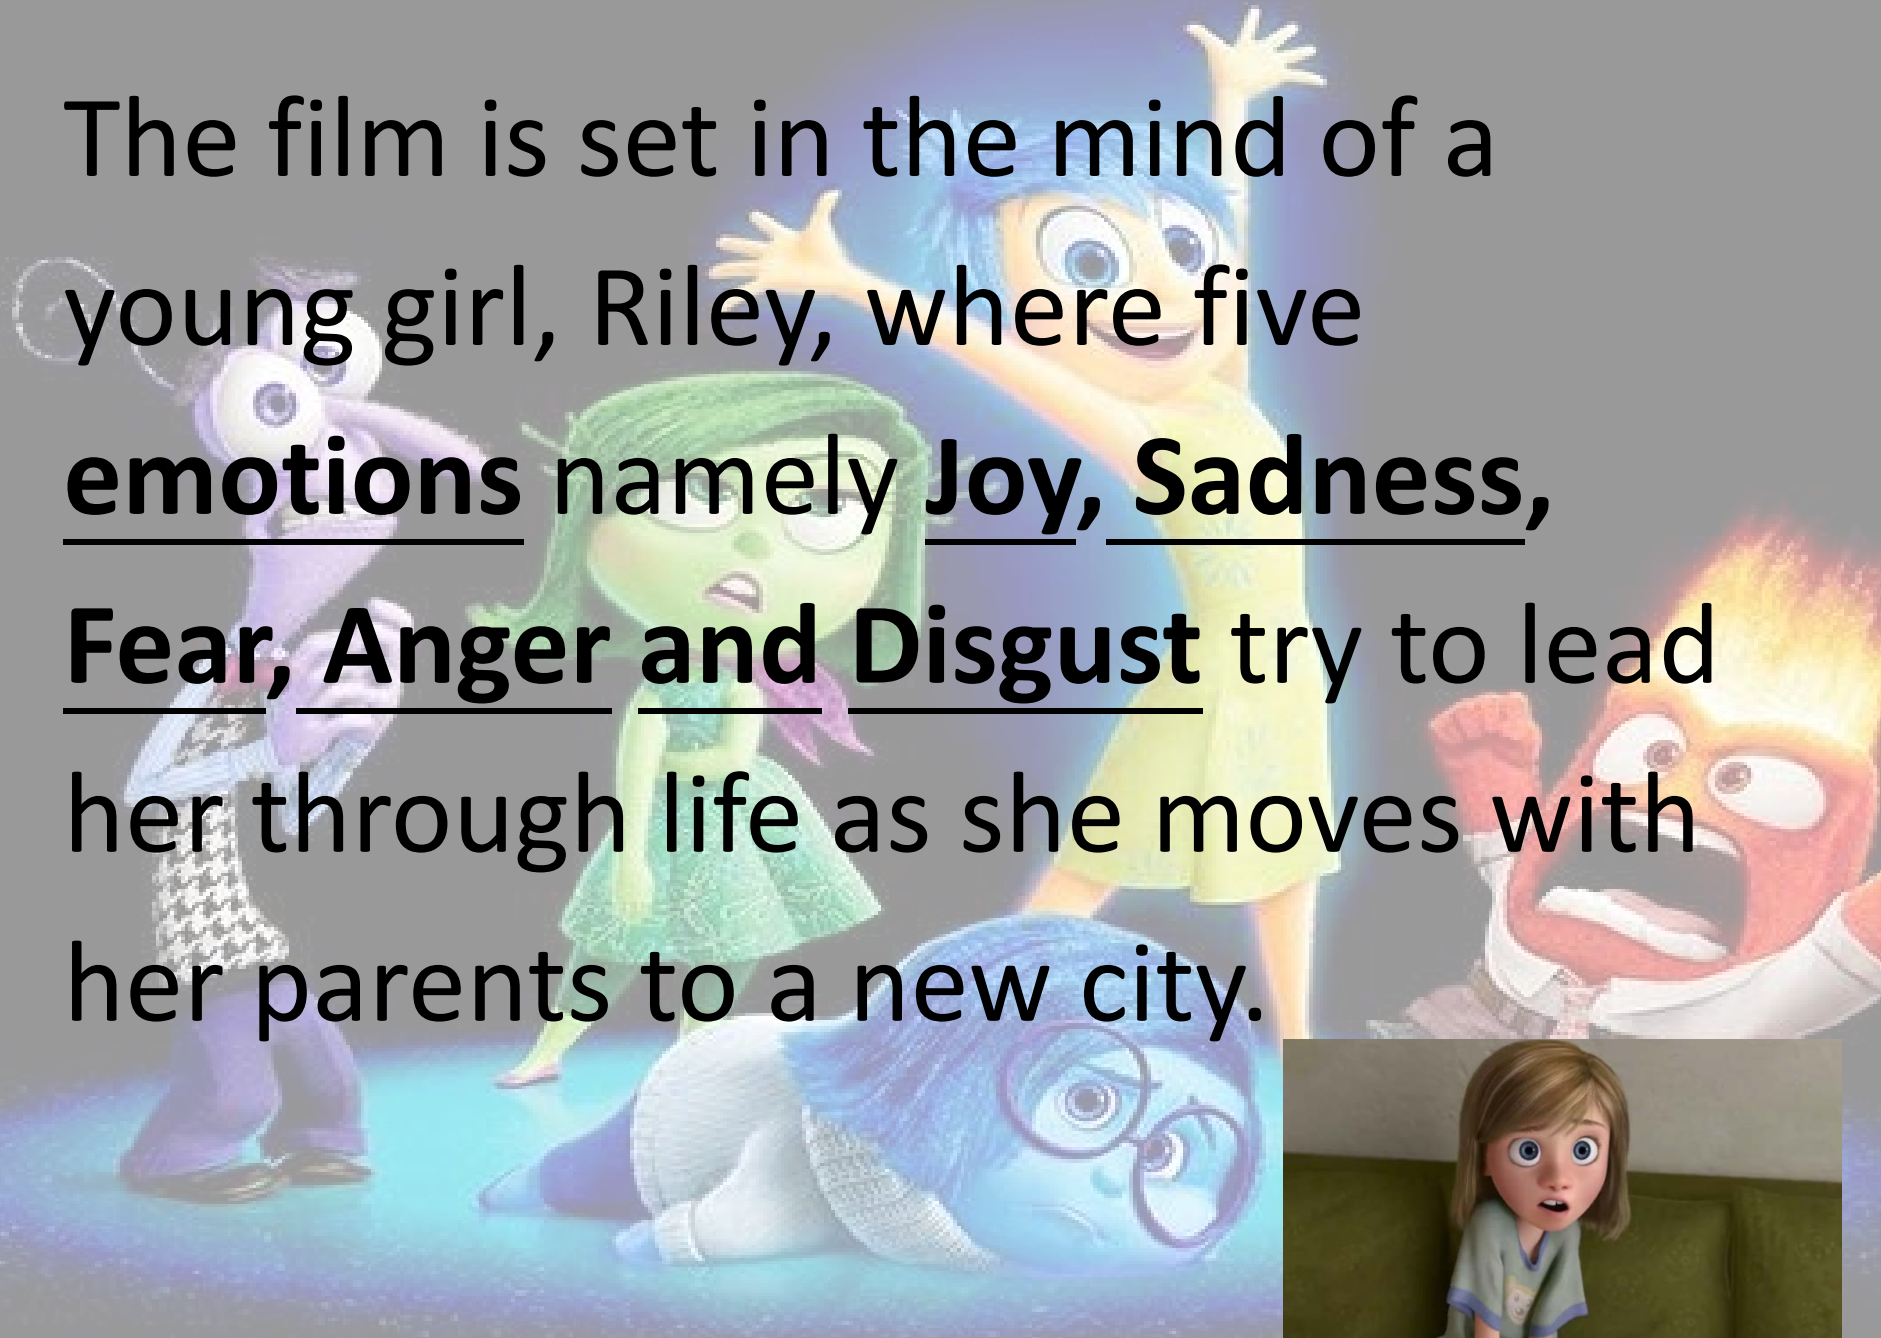 The film is set in the mind of a
young girl, Riley, where five
emotions namely Joy, Sadness,
Fear, Anger and Disgust try to lead
her through life as she moves with
her parents to a new city.